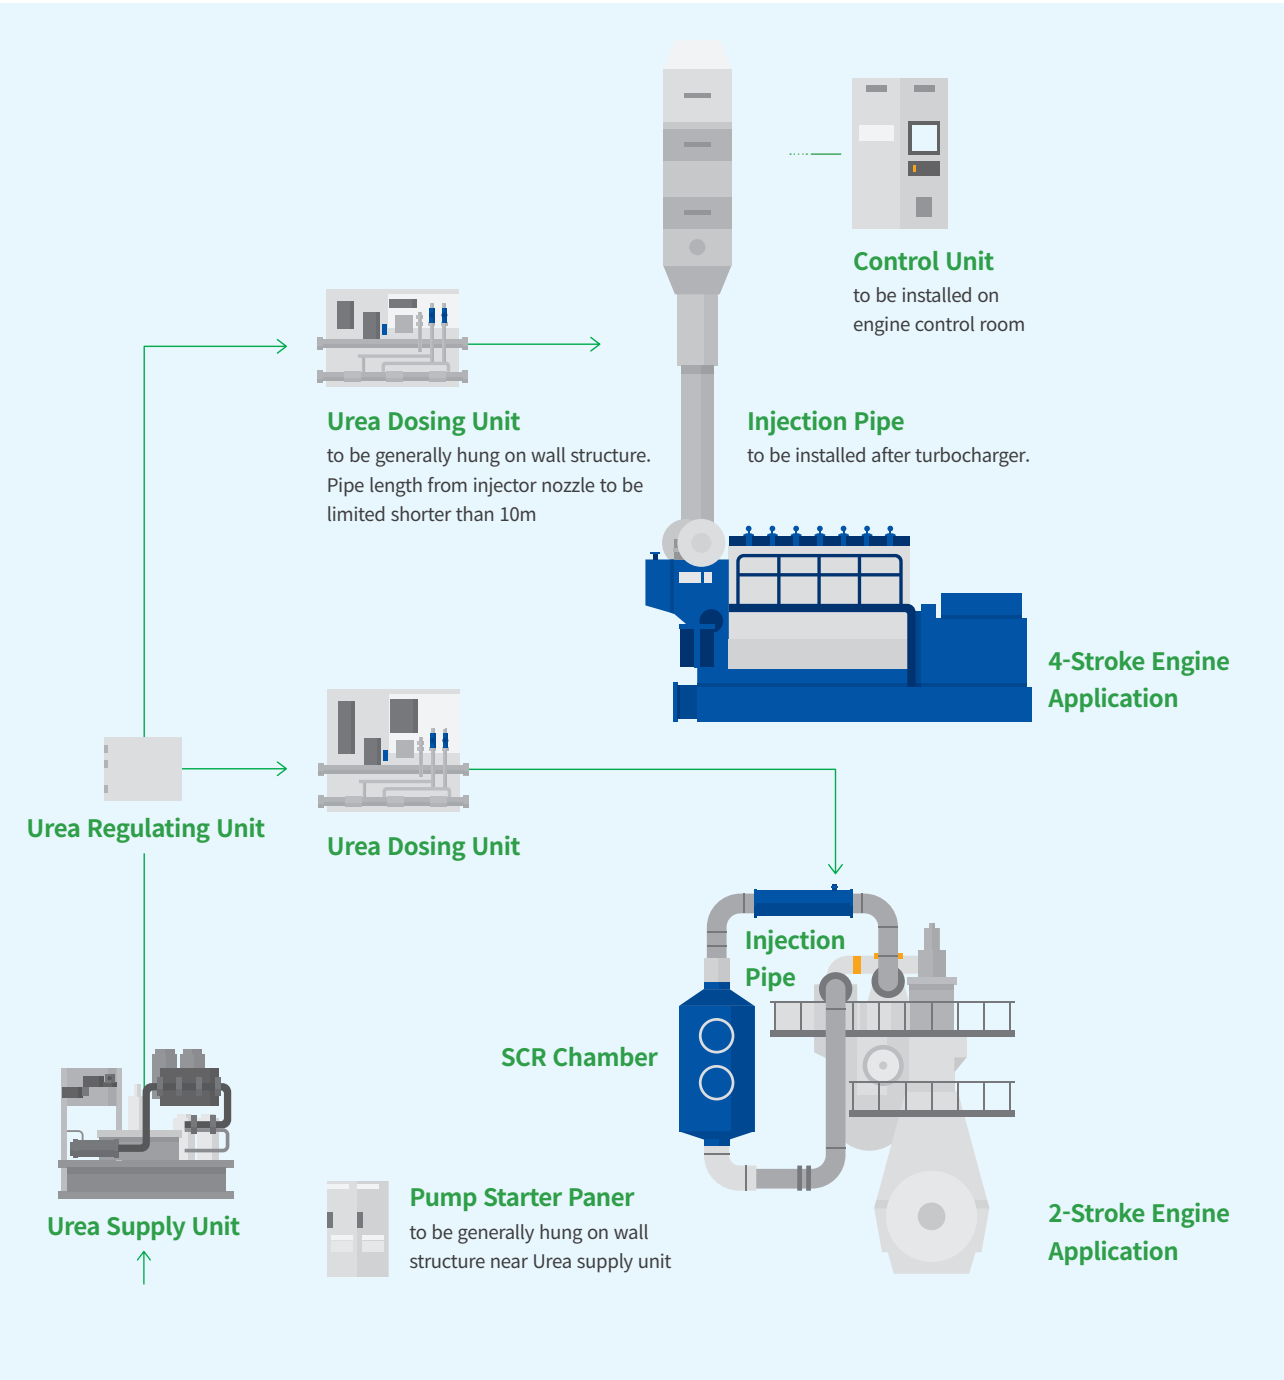 Control Unit
to be installed on
engine control room
Urea Dosing Unit
to be generally hung on wall structure.
Pipe length from injector nozzle to be
limited shorter than 10m
Injection Pipe
to be installed after turbocharger.
4-Stroke Engine
Application
Urea Regulating Unit
Urea Dosing Unit
Injection
Pipe
SCR Chamber
Urea Supply Unit
Pump Starter Paner
to be generally hung on wall
structure near Urea supply unit
2-Stroke Engine
Application